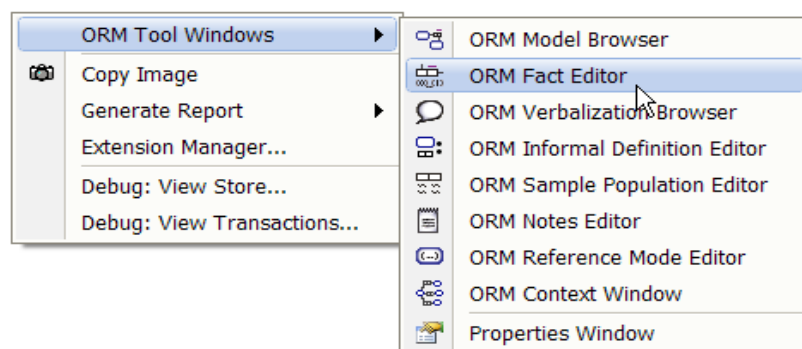 ORM Tool Windows
Copy Image
Generate Report
Extension Manager...
Debug: View Store...
Debug: View Transactions...
ORM Model Browser
ORM Fact Editor
ORM Verbalization Browser
ORM Informal Definition Editor
ORM Sample Population Editor
ORM Notes Editor
ORM Reference Mode Editor
ORM Context Window
Properties Window